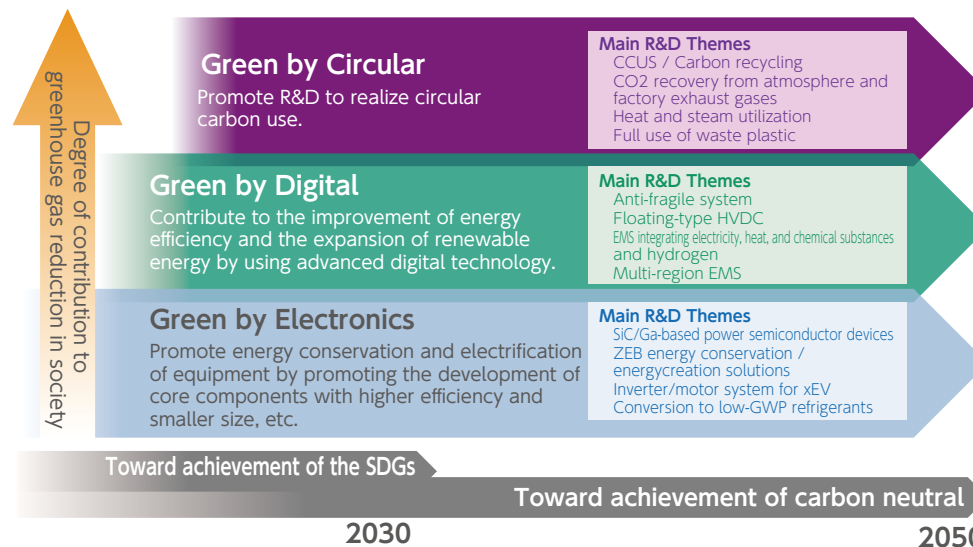 Degree of contribution to
greenhouse gas reduction in society
Green by Circular
Promote R&D to realize circular
carbon use.
Main R&D Themes
CCUS / Carbon recycling
CO2 recovery from atmosphere and
factory exhaust gases
Heat and steam utilization
Full use of waste plastic
Green by Digital
Contribute to the improvement of energy
efficiency and the expansion of renewable
energy by using advanced digital technology.
Main R&D Themes
Anti-fragile system
Floating-type HVDC
EMS integrating electricity, heat, and chemical substances
and hydrogen
Multi-region EMS
Green by Electronics
Promote energy conservation and electrification
of equipment by promoting the development of
core components with higher efficiency and
smaller size, etc.
Main R&D Themes
SiC/Ga-based power semiconductor devices
ZEB energy conservation /
energycreation solutions
Inverter/motor system for xEV
Conversion to low-GWP refrigerants
Toward achievement of the SDGs
Toward achievement of carbon neutral
2030
2050